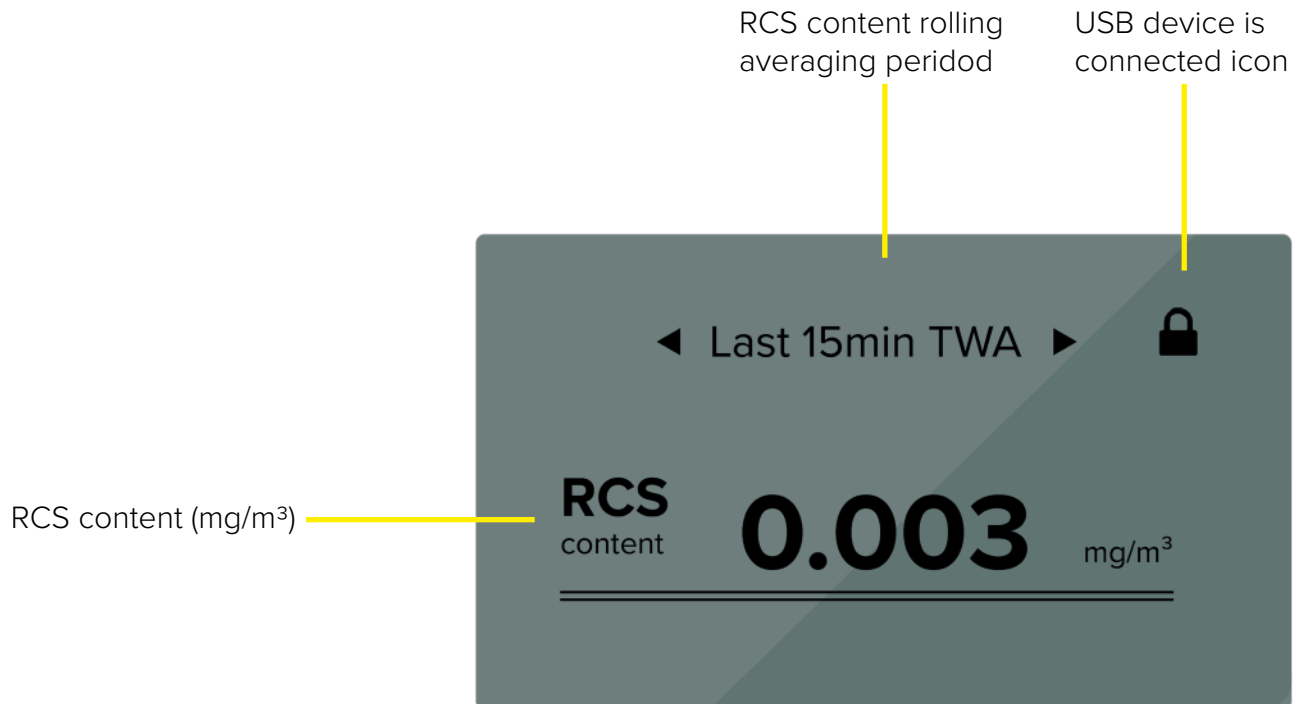 RCS content rolling
averaging peridod
USB device is
connected icon
Last 15min TWA
RCS content (mg/m³)
RCS
content
0.003
mg/m³